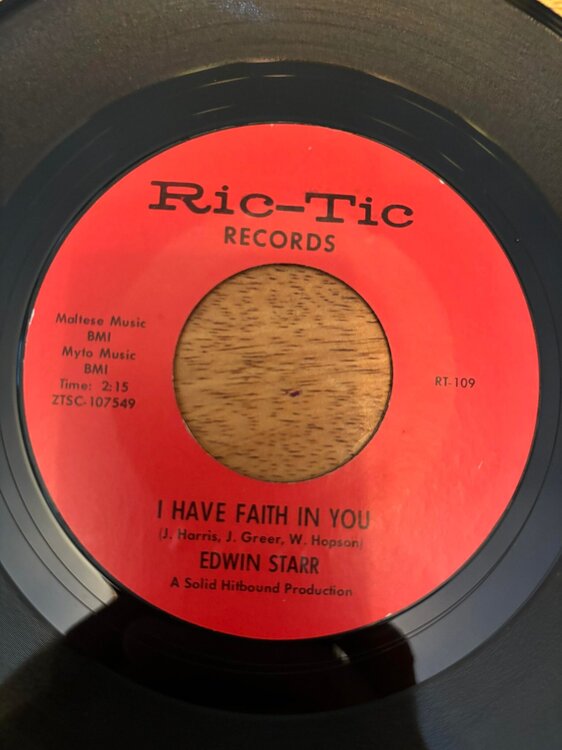 Ric-Tic
RECORDS
Maltese Music
BMI
Myto Music
BMI
Time: 2:15
ZTSC-107549
RT-109
I HAVE FAITH IN YOU
(J. Harris, J. Greer, W. Hopson)
EDWIN STARR
A Solid Hitbound Production